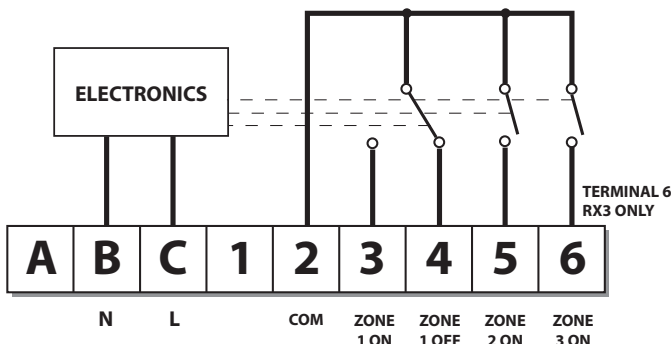 ELECTRONICS
TERMINAL 6
RX3 ONLY
A B C 1 2 3 4 5 6
N L COM ZONE ZONE ZONE ZONE
1 ON 1 OFF 2 ON 3 ON